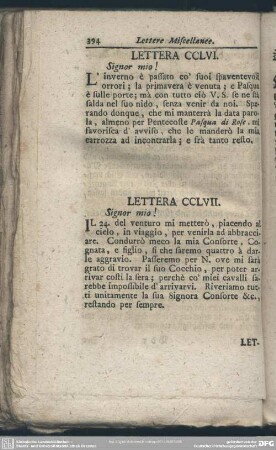 394 Lettere Miscellanee.
LETTERA CCLVI.
Signor mio!
L' inverno è passato co' suoi spaventevoli
orrori; la primavera è venuta; e Pasqua
è sulle porte; mà con tutto ciò V. S. se ne stà
salda nel suo nido, senza venir da noi. Spe-
rando donque, che mi manterrà la data paro-
la, almeno per Pentecoste Pasqua di Rose. mi
favorisca d' avviso, che le manderò la mia
carrozza ad incontrarla; e frà tanto resto.
LETTERA CCLVII.
Signor mio!
IL 24. del venturo mi metterò, piacendo al
cielo, in viaggio, per venirla ad abbracci-
are. Condurrò meco la mia Consorte, Co-
gnata, e figlio, si che saremo quattro à dar-
le aggravio. Passeremo per N. ove mi sarà
grato di trovar il suo Cocchio, per poter ar-
rivar costì la sera; perchè co' miei cavalli sa-
rebbe impossibile d' arrivarvi. Riveriamo tut-
ti unitamente la sua Signora Consorte &c.,
restando per sempre.
LET-